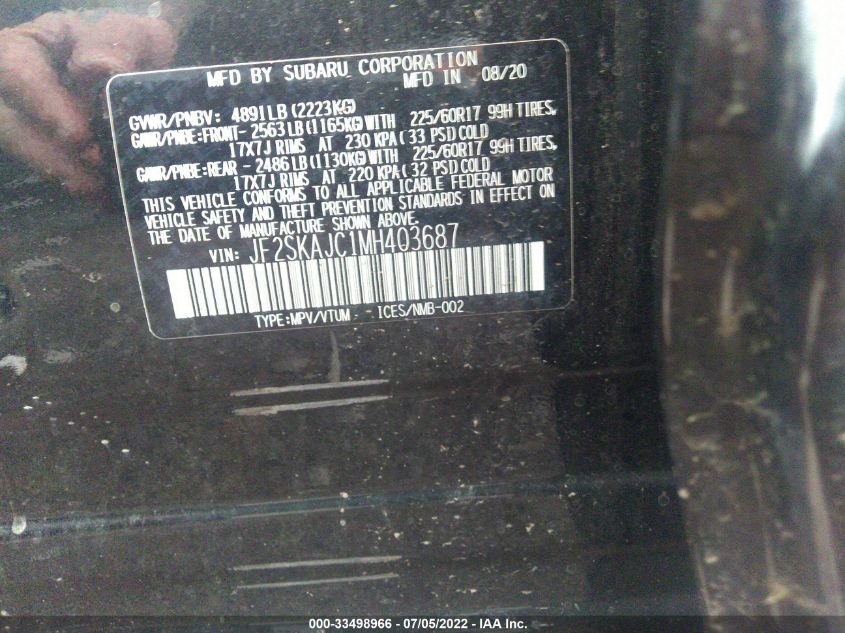 MFD BY SUBARU CORPORATION
MFD IN 08/20
GVWR/PNBV: 4891LB (2223KG)
GAWR/PNBE:FRONT- 2563 LB(1165KG)WITH 225/60R17 99H TIRES,
17X7J RIMS AT 230 KPA(33 PSI) COLD
GAWR/PNBE:REAR - 2486 LB(1130KG)WITH 225/60R17 99H TIRES,
17X7J RIMS AT 220 KPA(32 PSI) COLD
THIS VEHICLE CONFORMS TO ALL APPLICABLE FEDERAL MOTOR
VEHICLE SAFETY AND THEFT PREVENTION STANDARDS IN EFFECT ON
THE DATE OF MANUFACTURE SHOWN ABOVE.
VIN: JF2SKAJC1MH403687
TYPE:MPV/VTUM ICES/NMB-002
000-33498966 - 07/05/2022 - IAA Inc.